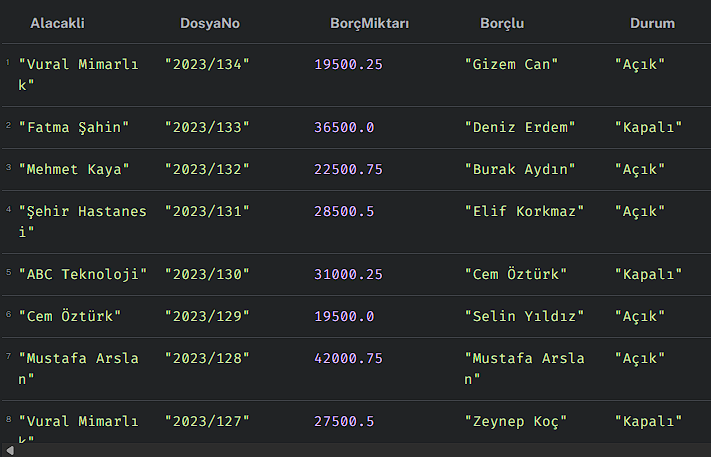 Alacakli DosyaNo BorçMiktarı Borçlu Durum
1 "Vural Mimarlı "2023/134" 19500.25 "Gizem Can" "Açık"
k"
2 "Fatma Şahin" "2023/133" 36500.0 "Deniz Erdem" "Kapalı"
3 "Mehmet Kaya" "2023/132" 22500.75 "Burak Aydın" "Açık"
4 "Şehir Hastanes "2023/131" 28500.5 "Elif Korkmaz" "Açık"
i"
5 "ABC Teknoloji" "2023/130" 31000.25 "Cem Öztürk" "Kapalı"
6 "Cem Öztürk" "2023/129" 19500.0 "Selin Yıldız" "Açık"
7 "Mustafa Arslan "2023/128" 42000.75 "Mustafa Arsla "Açık"
n" n"
8 "Vural Mimarlı "2023/127" 27500.5 "Zeynep Koç" "Kapalı"
k"